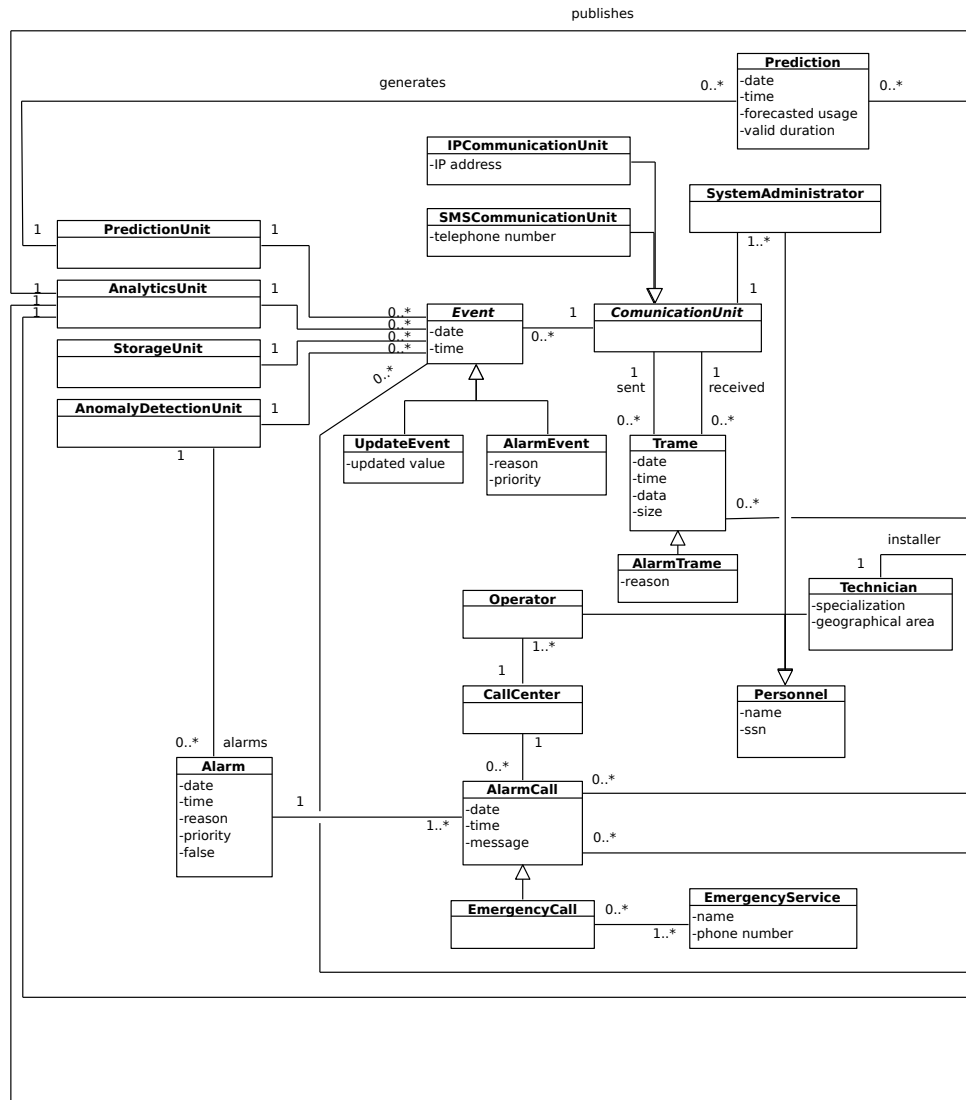 publishes
Prediction
-date
-time
-forecasted usage
-valid duration
0..*
0..*
generates
IPCommunicationUnit
-IP address
SystemAdministrator
SMSCommunicationUnit
-telephone number
1..*
1
PredictionUnit
1
1
AnalyticsUnit
1
1
1
1
StorageUnit
1
AnomalyDetectionUnit
1
1
0..*
0..*
0..*
0..*
0..*
Event
-date
-time
0..*
1
ComunicationUnit
1
sent
1
received
0..*
0..*
UpdateEvent
-updated value
AlarmEvent
-reason
-priority
Trame
-date
-time
-data
-size
0..*
AlarmTrame
-reason
installer
1
Technician
-specialization
-geographical area
Operator
1..*
1
CallCenter
1
0..*
Personnel
-name
-ssn
0..*
alarms
Alarm
-date
-time
-reason
-priority
-false
1
1..*
AlarmCall
-date
-time
-message
0..*
0..*
EmergencyCall
0..*
1..*
EmergencyService
-name
-phone number